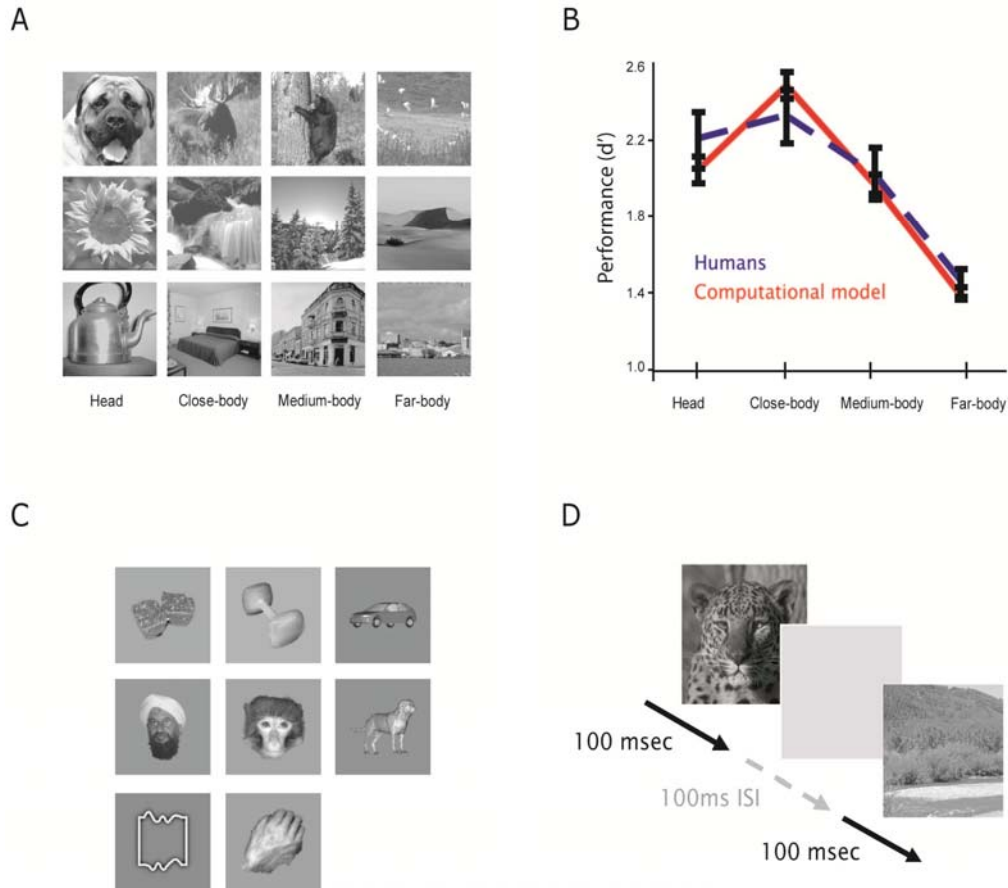 A
Head
Close-body
Medium-body
Far-body
B
Performance (d')
2.6
2.2
1.8
1.4
1.0
Humans
Computational model
Head
Close-body
Medium-body
Far-body
C
D
100 msec
100ms ISI
100 msec